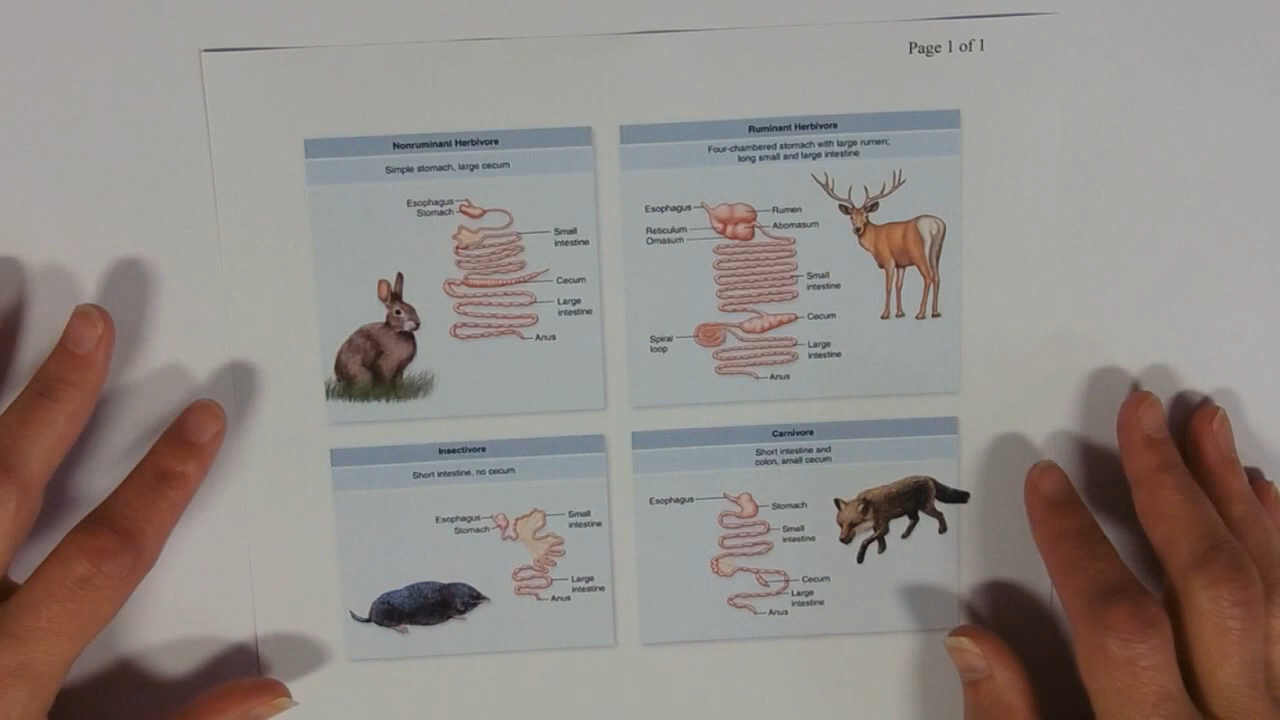 Page 1 of 1
Nonruminant Herbivore
Simple stomach, large cecum
Esophagus
Stomach
Small
intestine
Cecum
Large
intestine
Anus
Ruminant Herbivore
Four-chambered stomach with large rumen;
long small and large intestine
Esophagus
Rumen
Reticulum
Abomasum
Omasum
Small
intestine
Cecum
Spiral
loop
Large
intestine
Anus
Insectivore
Short intestine, no cecum
Esophagus
Stomach
Small
intestine
Large
intestine
Anus
Carnivore
Short intestine and
colon, small cecum
Esophagus
Stomach
Small
intestine
Cecum
Large
intestine
Anus